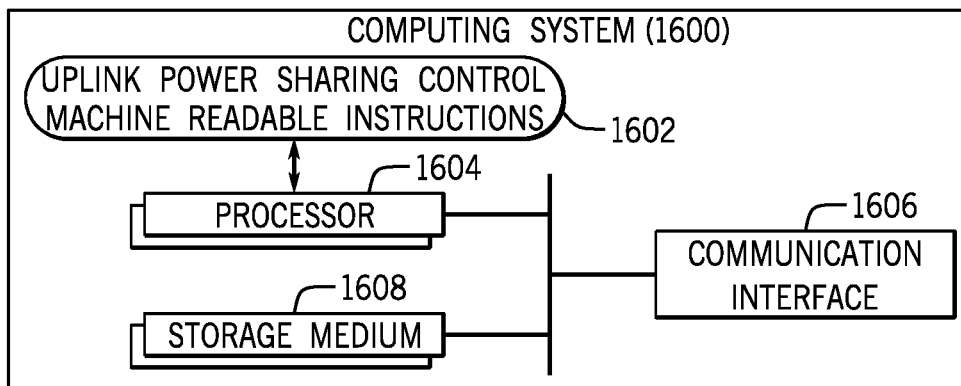 COMPUTING SYSTEM (1600)
UPLINK POWER SHARING CONTROL
MACHINE READABLE INSTRUCTIONS
1602
1604
PROCESSOR
1606
COMMUNICATION
INTERFACE
1608
STORAGE MEDIUM